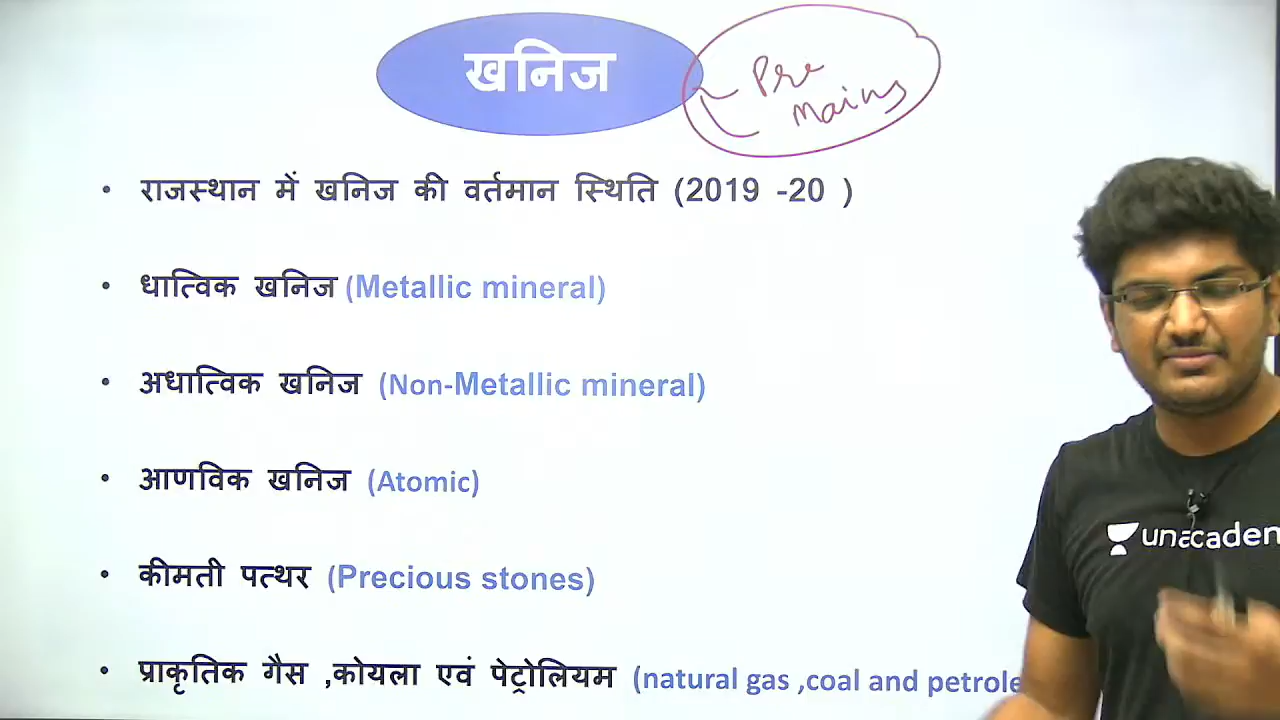 खनिज
Pre
Mains
• राजस्थान में खनिज की वर्तमान स्थिति (2019 -20 )
• धात्विक खनिज (Metallic mineral)
• अधात्विक खनिज (Non-Metallic mineral)
• आणविक खनिज (Atomic)
• कीमती पत्थर (Precious stones)
• प्राकृतिक गैस ,कोयला एवं पेट्रोलियम (natural gas ,coal and petrole
unacadem